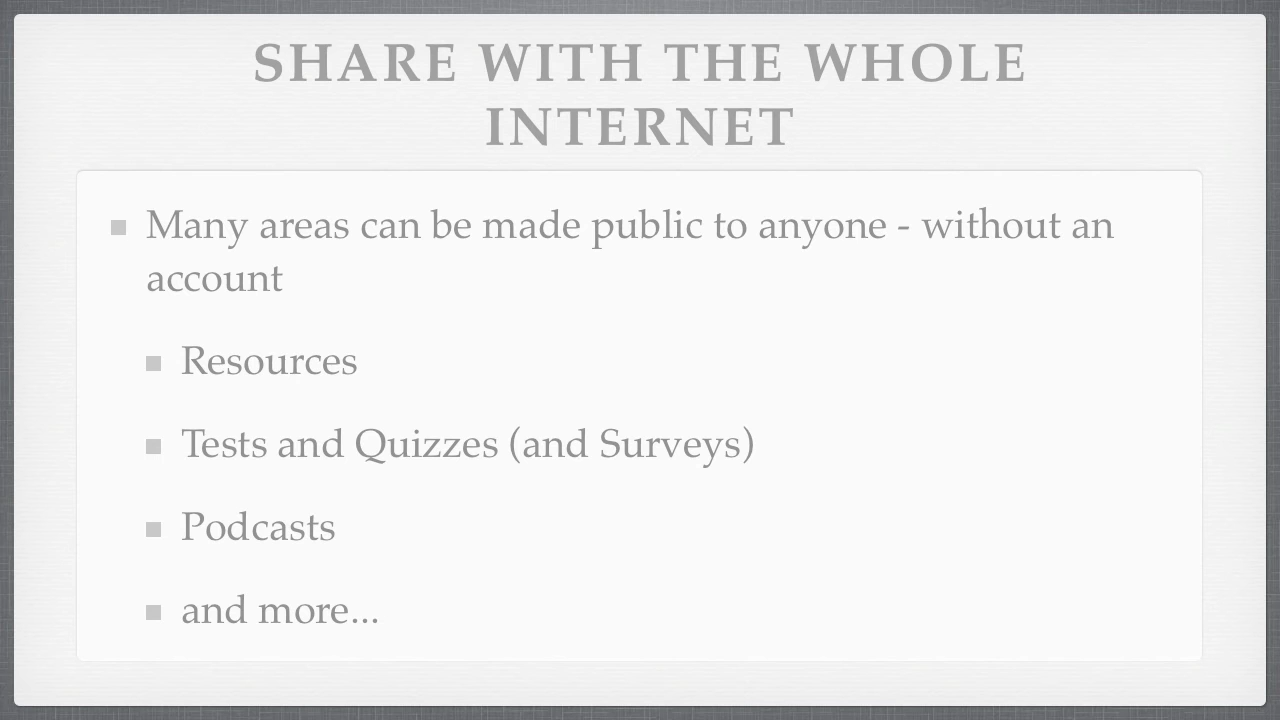 SHARE WITH THE WHOLE
INTERNET
Many areas can be made public to anyone - without an
account
Resources
Tests and Quizzes (and Surveys)
Podcasts
and more...